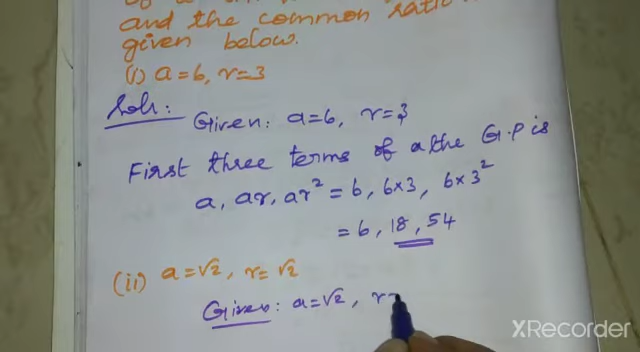 and the common ratio
given below.
(i) a=6, r=3
Soln:
Given: a=6, r=3
First three terms of a the G.P is
a, ar, ar² = 6, 6×3, 6×3²
= 6, 18, 54
(ii) a=√2, r=√2
Given: a=√2, r=
XRecorder